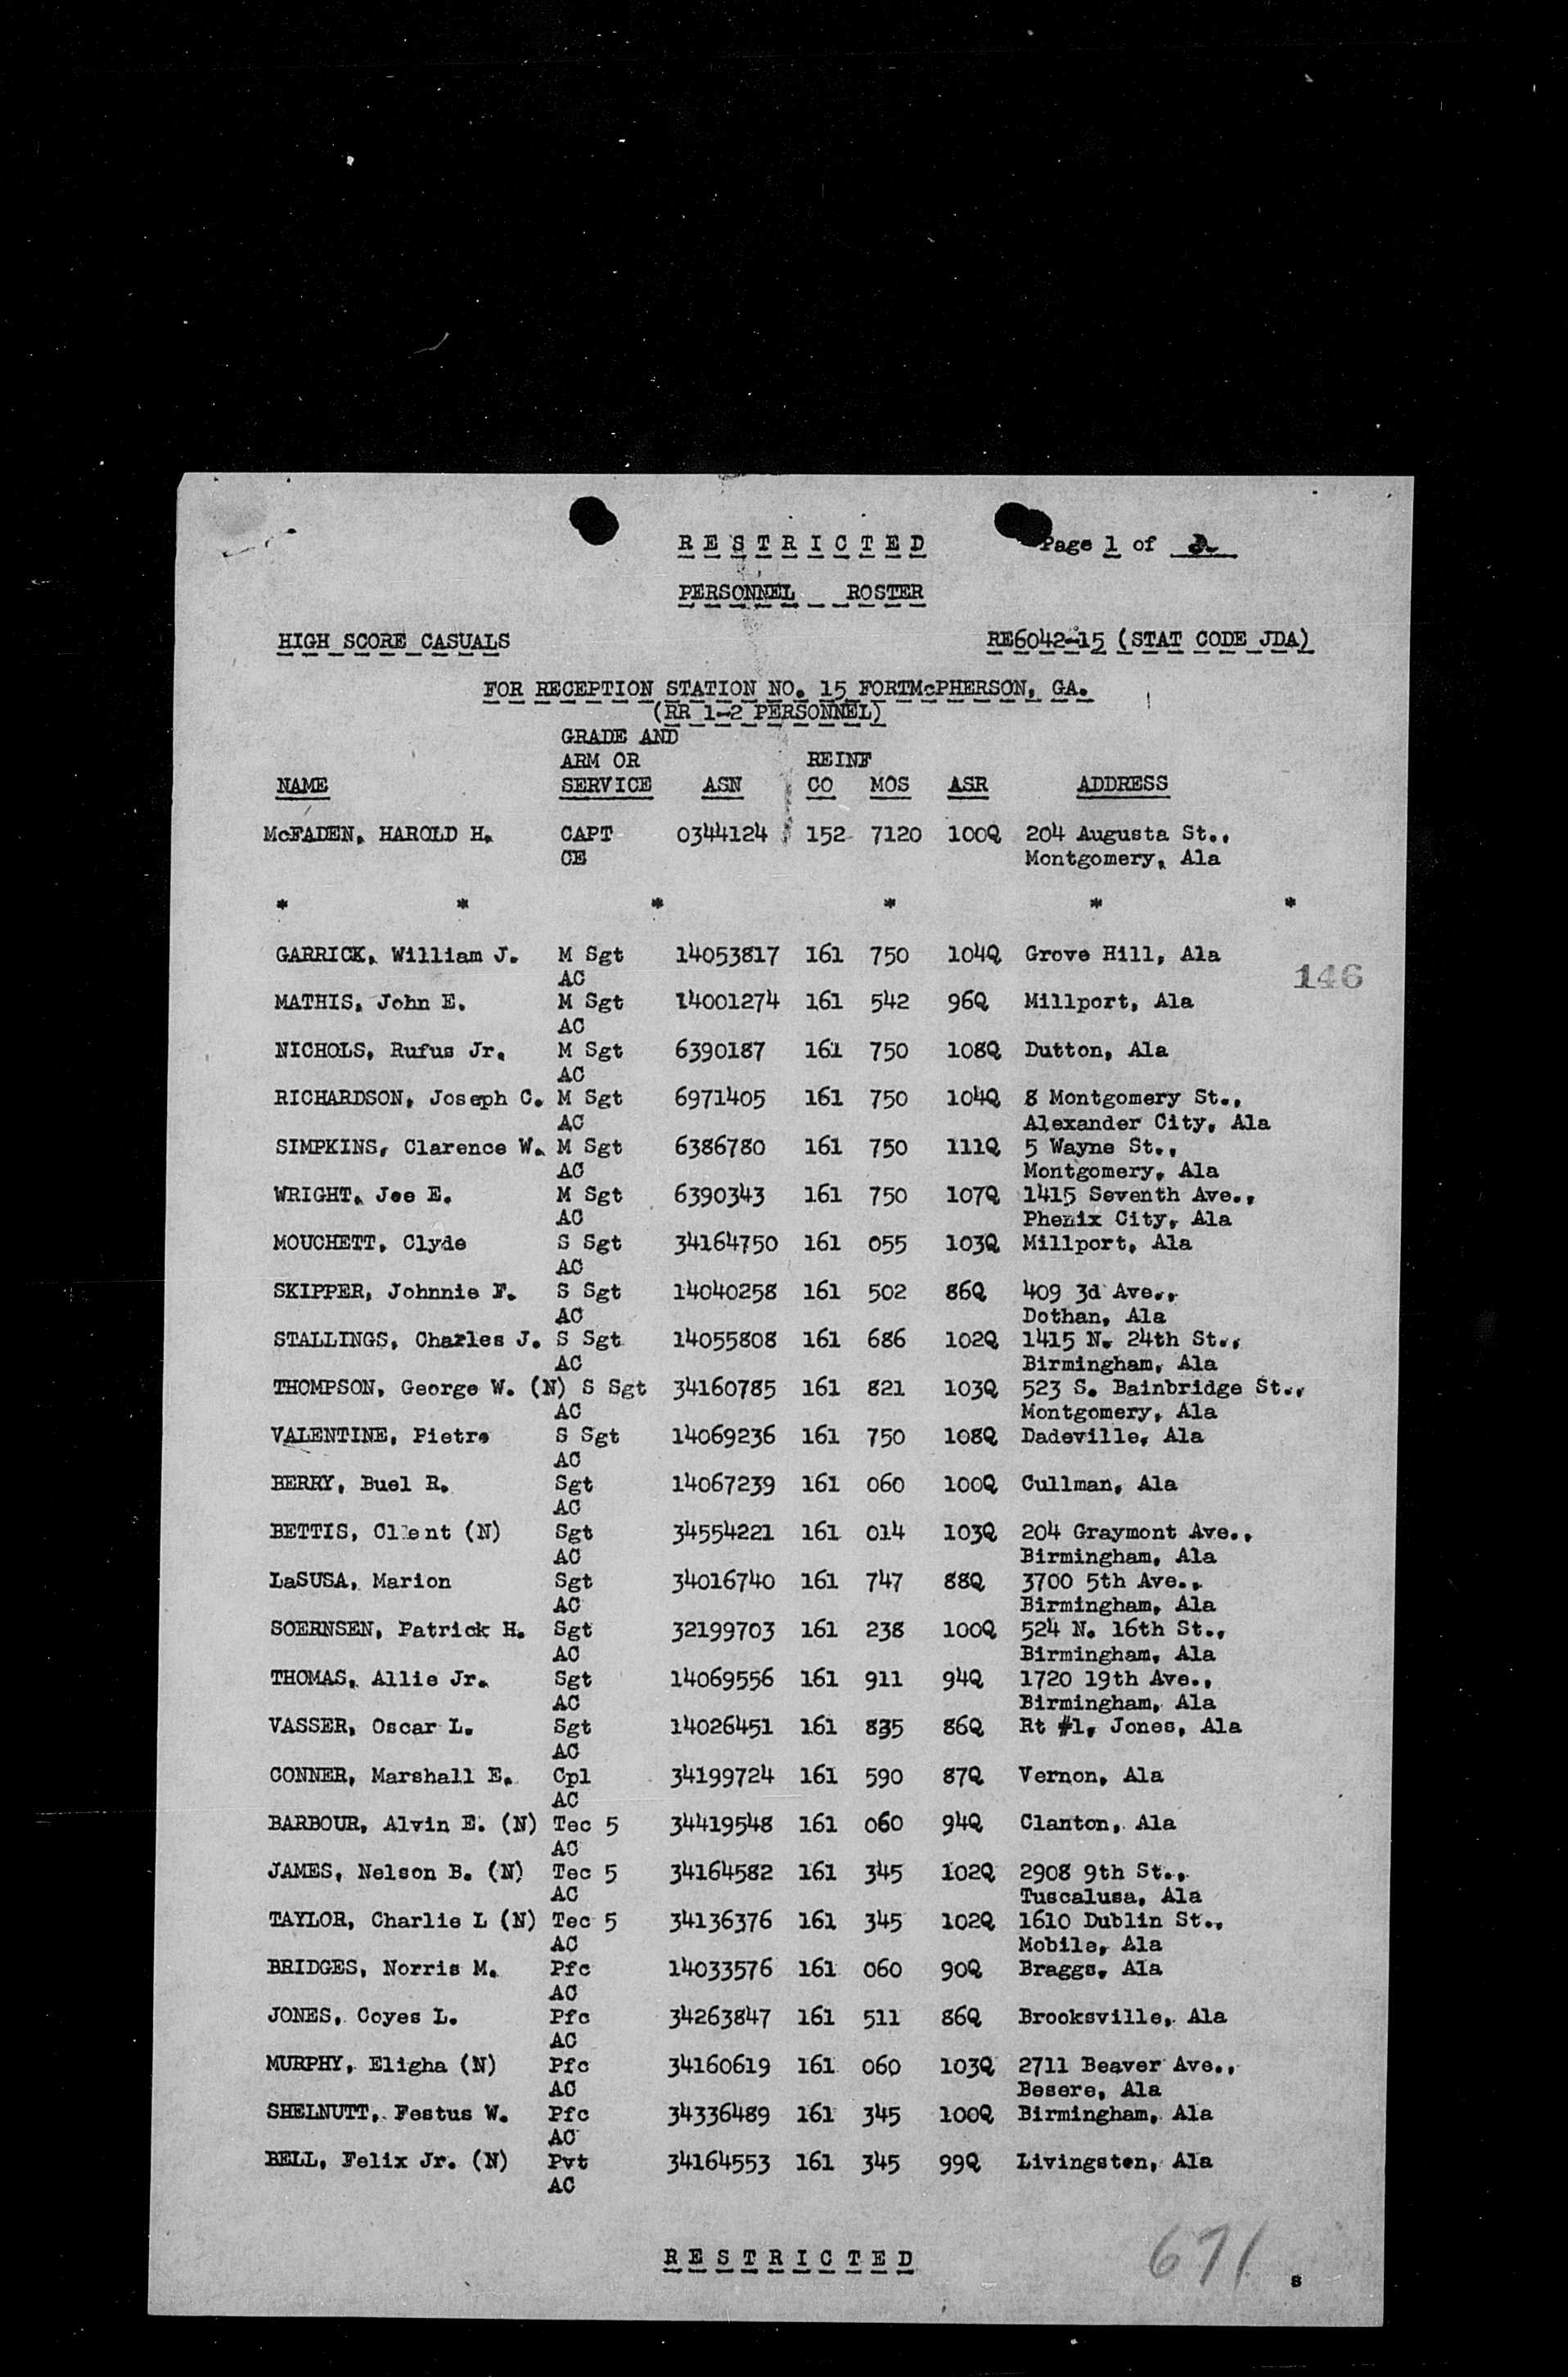 R E S T R I C T E D Page 1 of 2
PERSONNEL ROSTER
HIGH SCORE CASUALS RE6042-15 (STAT CODE JDA)
FOR RECEPTION STATION NO. 15 FORTMcPHERSON, GA.
(RR 1-2 PERSONNEL)
GRADE AND
ARM OR REINF
NAME SERVICE ASN CO MOS ASR ADDRESS
McFADEN, HAROLD H. CAPT 0344124 152 7120 100Q 204 Augusta St.,
CE Montgomery, Ala
* * * * * *
GARRICK, William J. M Sgt 14053817 161 750 104Q Grove Hill, Ala
AC
146
MATHIS, John E. M Sgt 14001274 161 542 96Q Millport, Ala
AC
NICHOLS, Rufus Jr. M Sgt 6390187 161 750 108Q Dutton, Ala
AC
RICHARDSON, Joseph C. M Sgt 6971405 161 750 104Q 8 Montgomery St.,
AC Alexander City, Ala
SIMPKINS, Clarence W. M Sgt 6386780 161 750 111Q 5 Wayne St.,
AC Montgomery, Ala
WRIGHT, Joe E. M Sgt 6390343 161 750 107Q 1415 Seventh Ave.,
AC Phenix City, Ala
MOUCHETT, Clyde S Sgt 34164750 161 055 103Q Millport, Ala
AC
SKIPPER, Johnnie F. S Sgt 14040258 161 502 86Q 409 3d Ave.,
AC Dothan, Ala
STALLINGS, Charles J. S Sgt 14055808 161 686 102Q 1415 N. 24th St.,
AC Birmingham, Ala
THOMPSON, George W. (N) S Sgt 34160785 161 821 103Q 523 S. Bainbridge St.,
AC Montgomery, Ala
VALENTINE, Pietro S Sgt 14069236 161 750 108Q Dadeville, Ala
AC
BERRY, Buel R. Sgt 14067239 161 060 100Q Cullman, Ala
AC
BETTIS, Client (N) Sgt 34554221 161 014 103Q 204 Graymont Ave.,
AC Birmingham, Ala
LaSUSA, Marion Sgt 34016740 161 747 88Q 3700 5th Ave.,
AC Birmingham, Ala
SOERNSEN, Patrick H. Sgt 32199703 161 238 100Q 524 N. 16th St.,
AC Birmingham, Ala
THOMAS, Allie Jr. Sgt 14069556 161 911 94Q 1720 19th Ave.,
AC Birmingham, Ala
VASSER, Oscar L. Sgt 14026451 161 835 86Q Rt #1, Jones, Ala
AC
CONNER, Marshall E. Cpl 34199724 161 590 87Q Vernon, Ala
AC
BARBOUR, Alvin E. (N) Tec 5 34419548 161 060 94Q Clanton, Ala
AC
JAMES, Nelson B. (N) Tec 5 34164582 161 345 102Q 2908 9th St.,
AC Tuscalusa, Ala
TAYLOR, Charlie L (N) Tec 5 34136376 161 345 102Q 1610 Dublin St.,
AC Mobile, Ala
BRIDGES, Norris M. Pfc 14033576 161 060 90Q Braggs, Ala
AC
JONES, Coyes L. Pfc 34263847 161 511 86Q Brooksville, Ala
AC
MURPHY, Eligha (N) Pfc 34160619 161 060 103Q 2711 Beaver Ave.,
AC Besere, Ala
SHELNUTT, Festus W. Pfc 34336489 161 345 100Q Birmingham, Ala
AC
BELL, Felix Jr. (N) Pvt 34164553 161 345 99Q Livingston, Ala
AC
R E S T R I C T E D
671
s